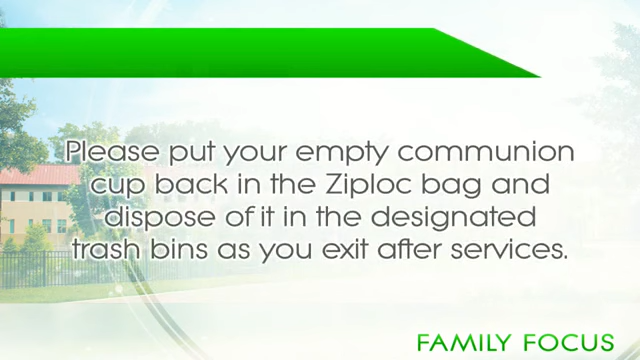 Please put your empty communion
cup back in the Ziploc bag and
dispose of it in the designated
trash bins as you exit after services.
FAMILY FOCUS